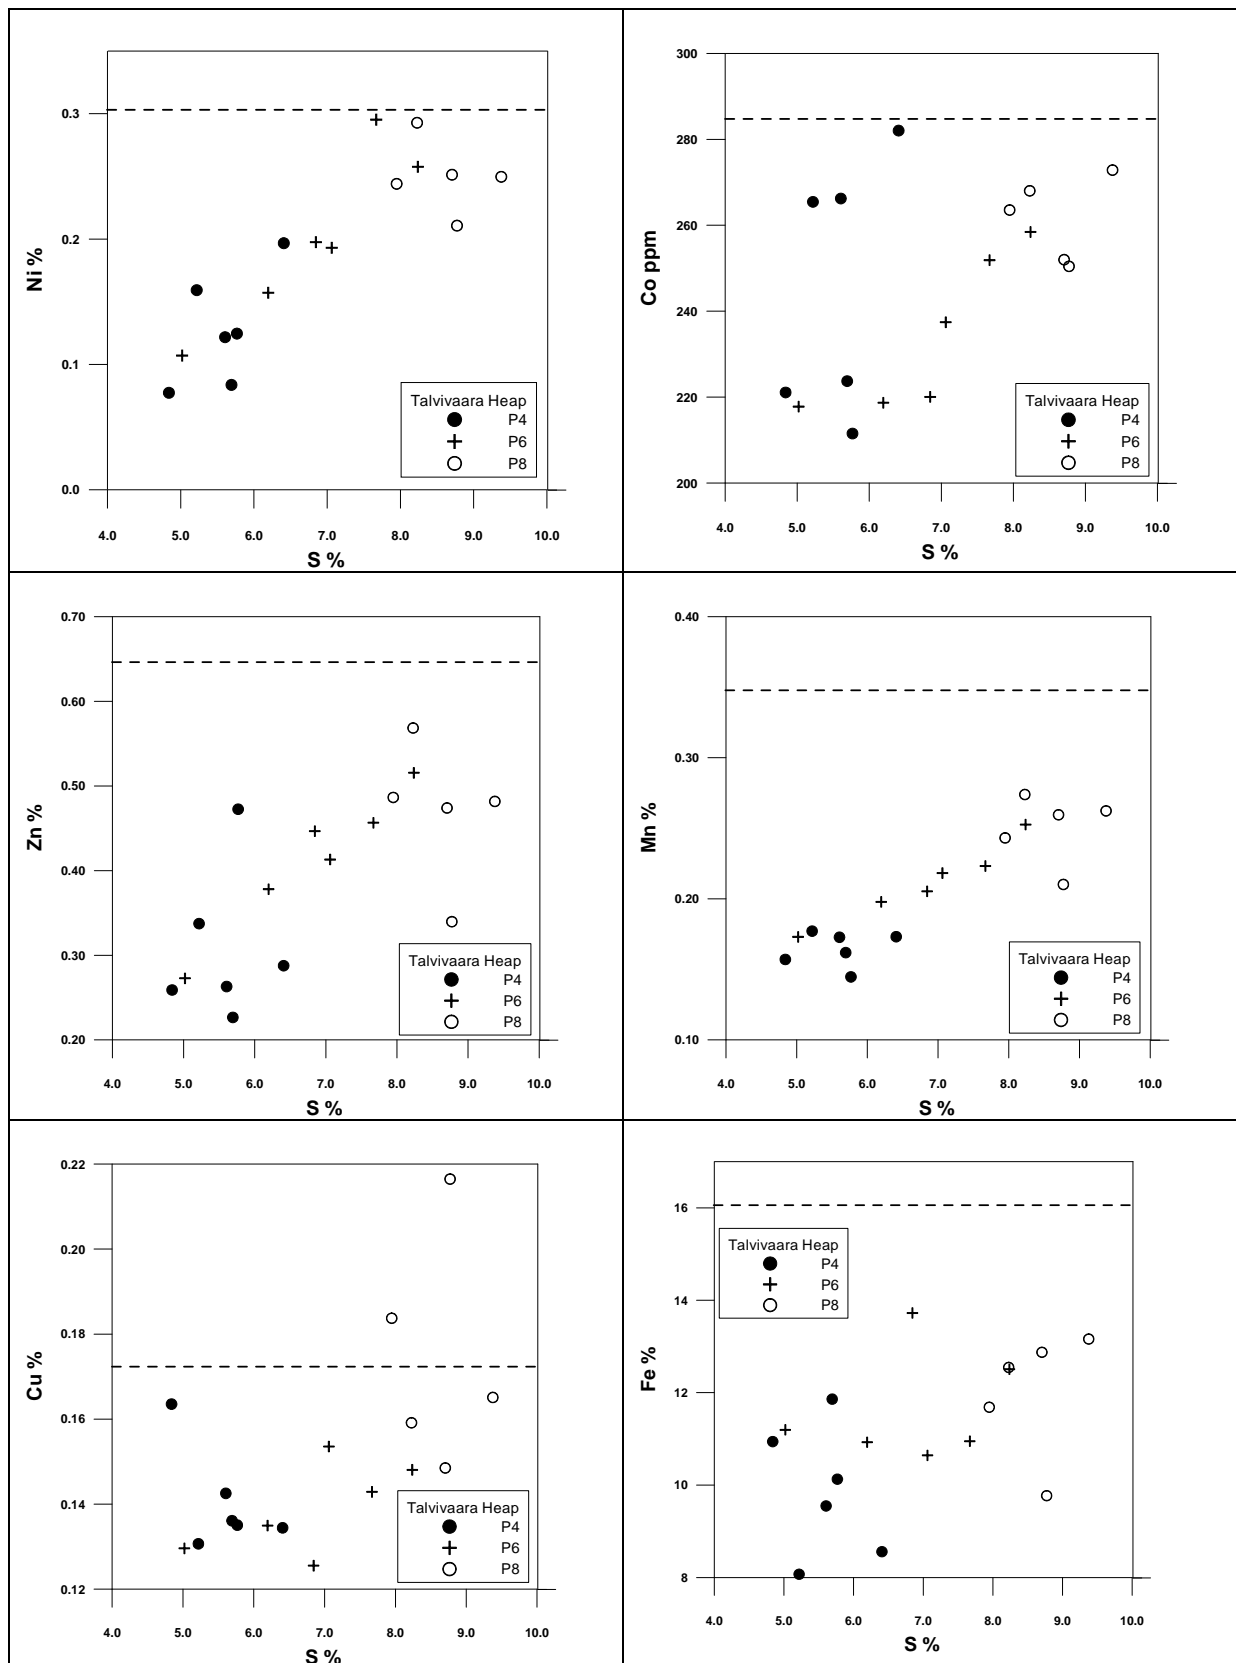 Ni %
0.3
0.2
0.1
0.0
Talvivaara Heap
P4
P6
P8
4.0 5.0 6.0 7.0 8.0 9.0 10.0
S %
Co ppm
300
280
260
240
220
200
Talvivaara Heap
P4
P6
P8
4.0 5.0 6.0 7.0 8.0 9.0 10.0
S %
Zn %
0.70
0.60
0.50
0.40
0.30
0.20
Talvivaara Heap
P4
P6
P8
4.0 5.0 6.0 7.0 8.0 9.0 10.0
S %
Mn %
0.40
0.30
0.20
0.10
Talvivaara Heap
P4
P6
P8
4.0 5.0 6.0 7.0 8.0 9.0 10.0
S %
Cu %
0.22
0.20
0.18
0.16
0.14
0.12
Talvivaara Heap
P4
P6
P8
4.0 5.0 6.0 7.0 8.0 9.0 10.0
S %
Fe %
16
14
12
10
8
Talvivaara Heap
P4
P6
P8
4.0 5.0 6.0 7.0 8.0 9.0 10.0
S %